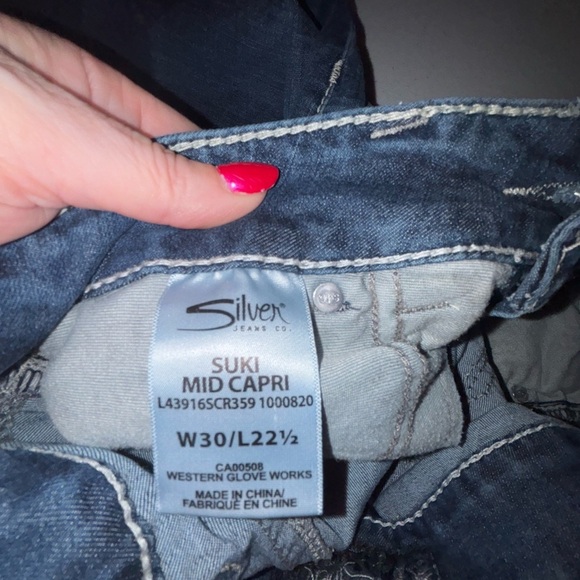 Silver®
JEANS CO.
SUKI
MID CAPRI
L43916SCR359 1000820
W30/L22½
CA00508
WESTERN GLOVE WORKS
MADE IN CHINA/
FABRIQUÉ EN CHINE